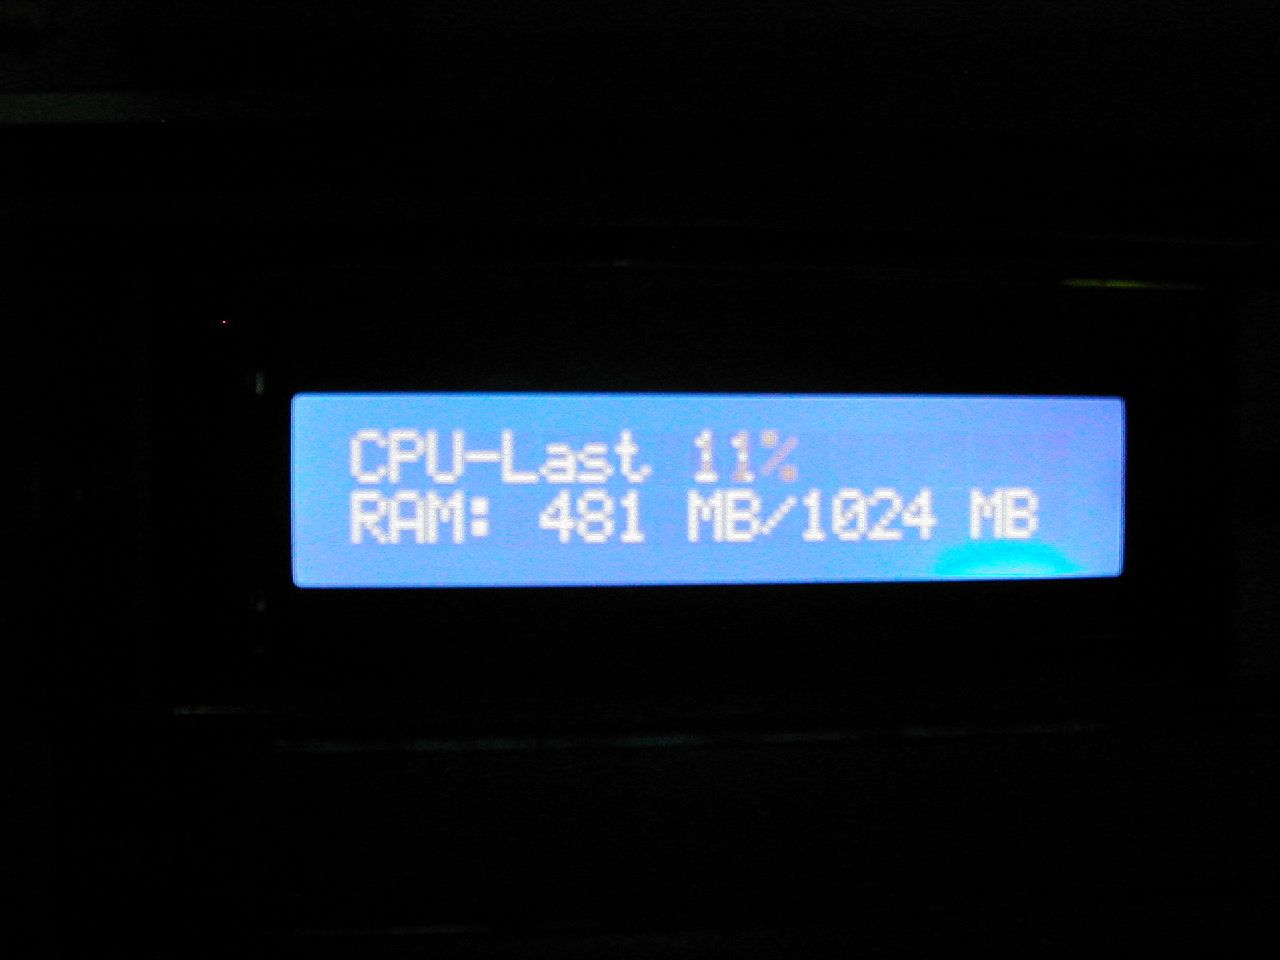 CPU-Last 11%
RAM: 481 MB/1024 MB